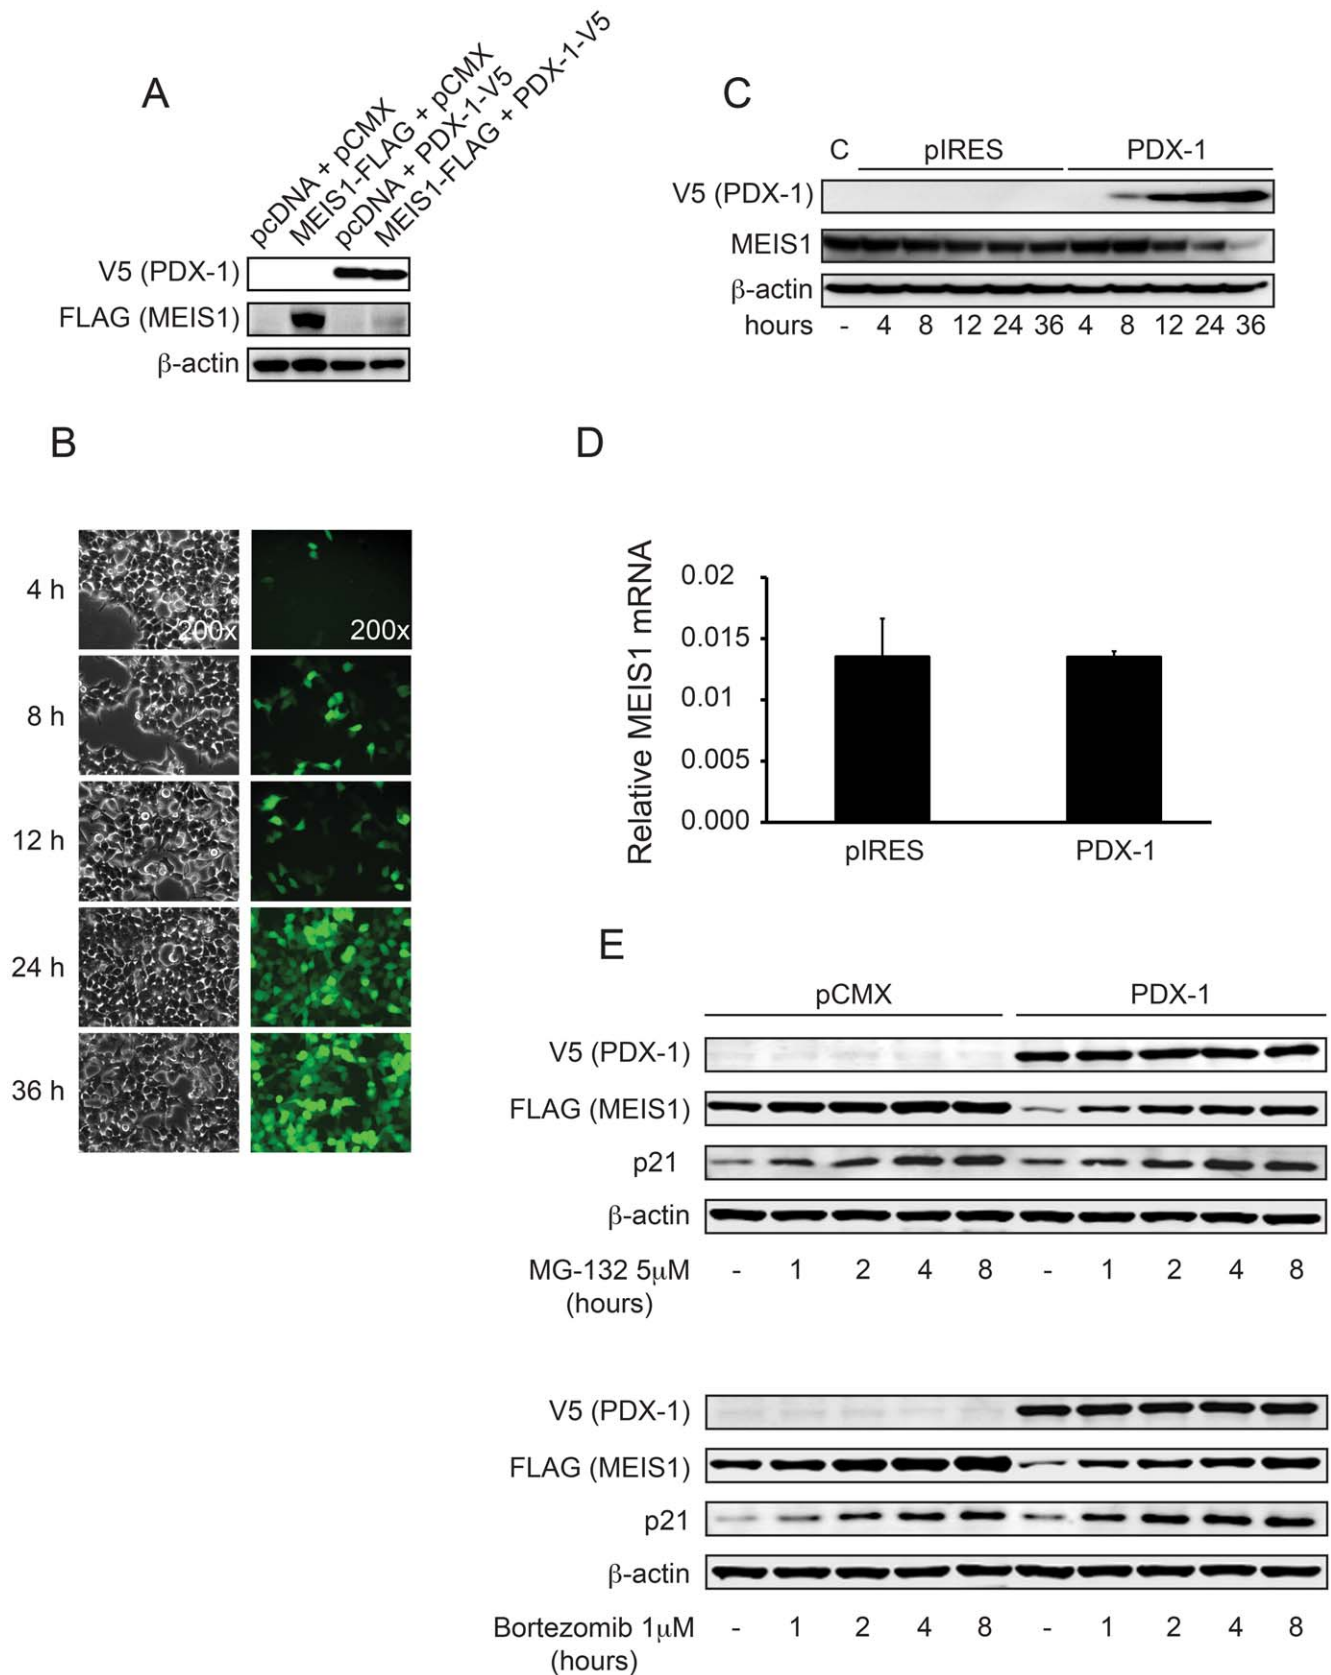 A
pcDNA + pCMX
MEIS1-FLAG + pCMX
pcDNA + PDX-1-V5
MEIS1-FLAG + PDX-1-V5
V5 (PDX-1)
FLAG (MEIS1)
β-actin
B
4 h
200x 200x
8 h
12 h
24 h
36 h
C
C pIRES PDX-1
V5 (PDX-1)
MEIS1
β-actin
hours - 4 8 12 24 36 4 8 12 24 36
D
Relative MEIS1 mRNA
0.02
0.015
0.01
0.005
0.000
pIRES PDX-1
E
pCMX PDX-1
V5 (PDX-1)
FLAG (MEIS1)
p21
β-actin
MG-132 5μM - 1 2 4 8 - 1 2 4 8
(hours)
V5 (PDX-1)
FLAG (MEIS1)
p21
β-actin
Bortezomib 1μM - 1 2 4 8 - 1 2 4 8
(hours)